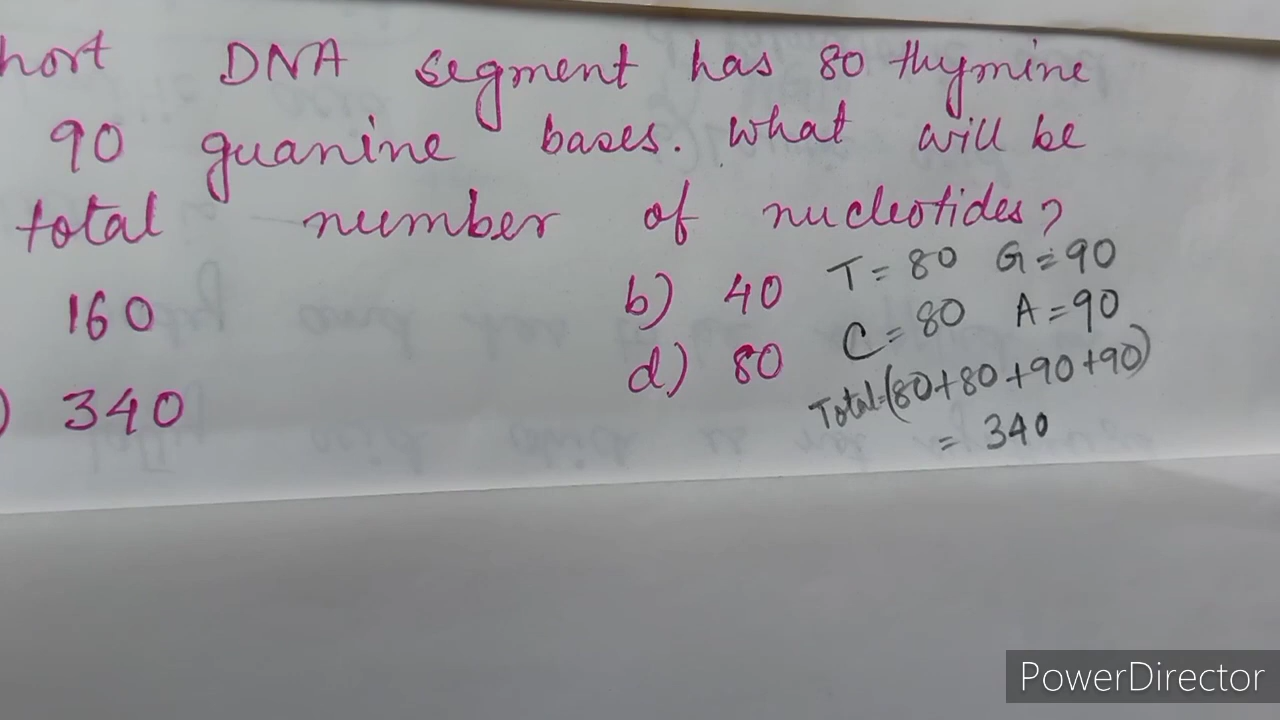 hort DNA segment has 80 thymine
90 guanine bases. What will be
total number of nucleotides?
160 b) 40
) 340 d) 80
T = 80 G = 90
C = 80 A = 90
Total=(80+80+90+90)
= 340
PowerDirector